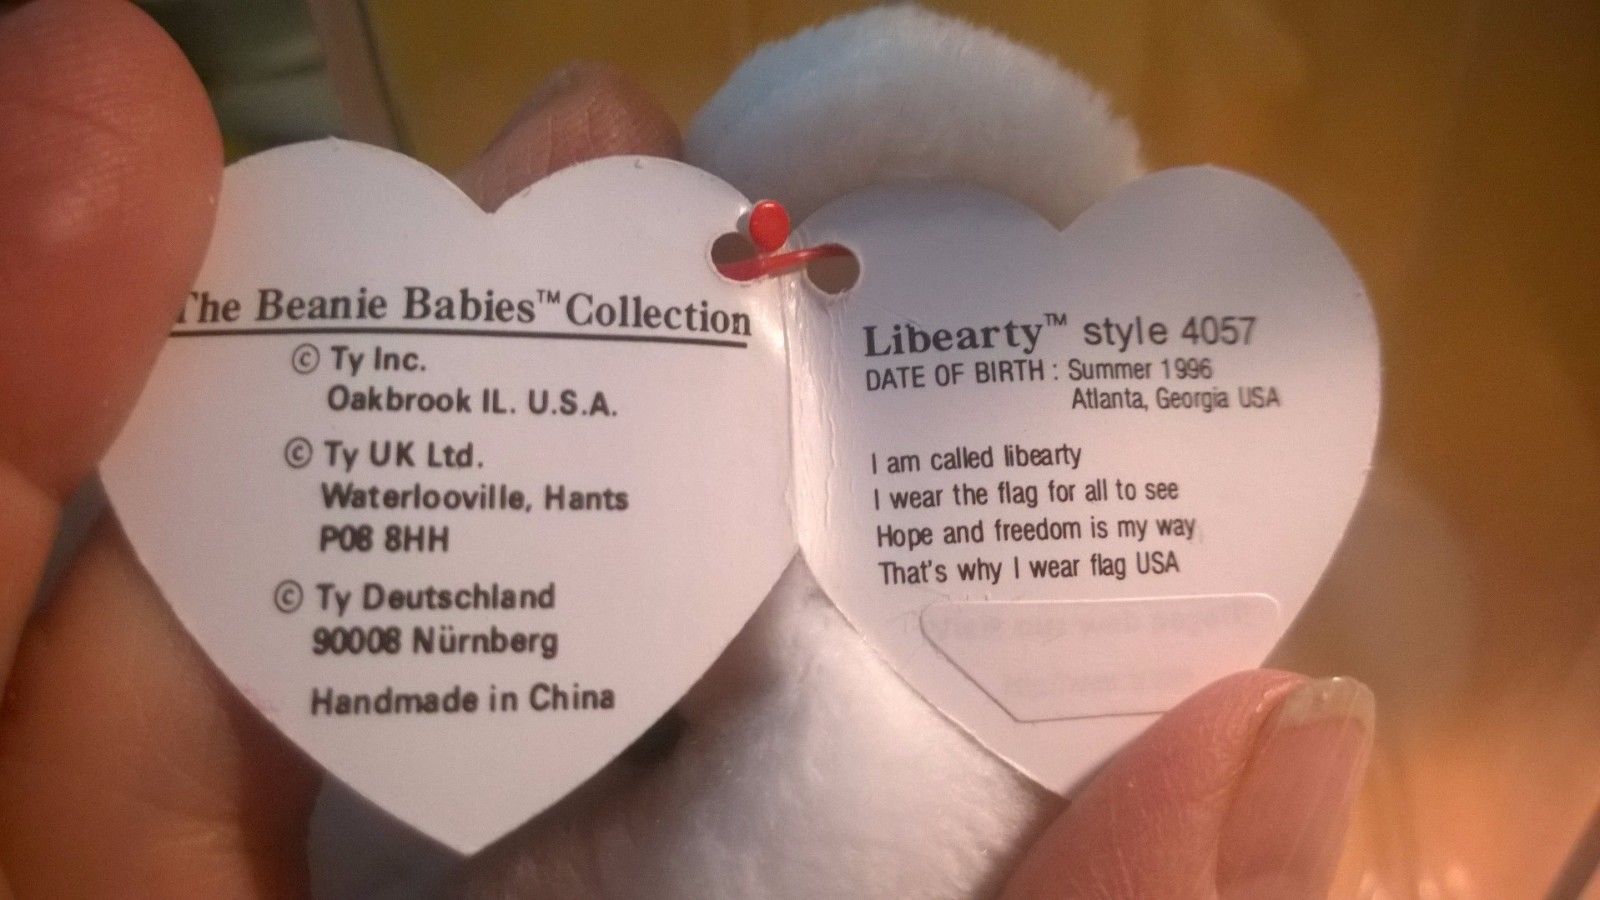 The Beanie Babies™ Collection
© Ty Inc.
Oakbrook IL. U.S.A.
© Ty UK Ltd.
Waterlooville, Hants
P08 8HH
© Ty Deutschland
90008 Nürnberg
Handmade in China
Libearty™ style 4057
DATE OF BIRTH : Summer 1996
Atlanta, Georgia USA
I am called libearty
I wear the flag for all to see
Hope and freedom is my way
That's why I wear flag USA